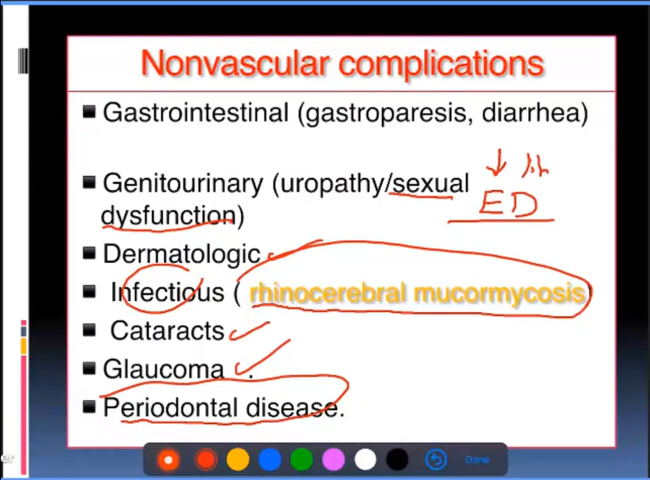 Nonvascular complications
■ Gastrointestinal (gastroparesis, diarrhea)
■ Genitourinary (uropathy/sexual
dysfunction)
ED
■ Dermatologic
■ Infectious ( rhinocerebral mucormycosis
■ Cataracts
■ Glaucoma .
■ Periodontal disease.
Done